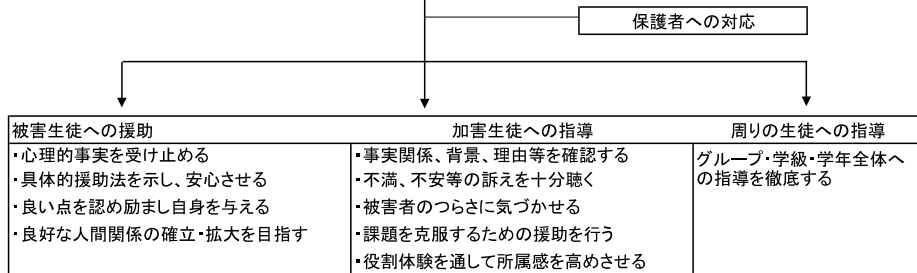 保護者への対応
被害生徒への援助
・心理的事実を受け止める
・具体的援助法を示し、安心させる
・良い点を認め励まし自身を与える
・良好な人間関係の確立・拡大を目指す
加害生徒への指導
・事実関係、背景、理由等を確認する
・不満、不安等の訴えを十分聴く
・被害者のつらさに気づかせる
・課題を克服するための援助を行う
・役割体験を通して所属感を高めさせる
周りの生徒への指導
グループ・学級・学年全体へ
の指導を徹底する